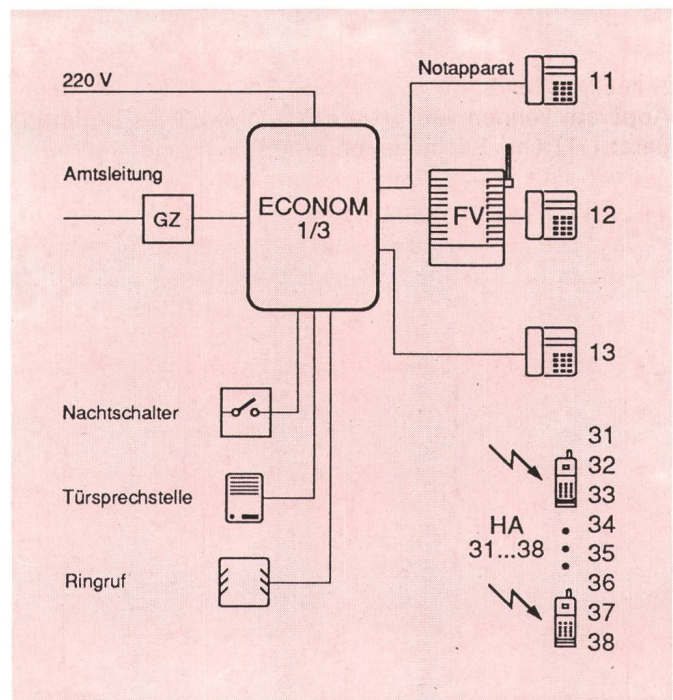 220 V
Notapparat
11
Amtsleitung
GZ
ECONOM
1/3
FV
12
13
Nachtschalter
Türsprechstelle
Ringruf
HA
31...38
31
32
33
34
35
36
37
38